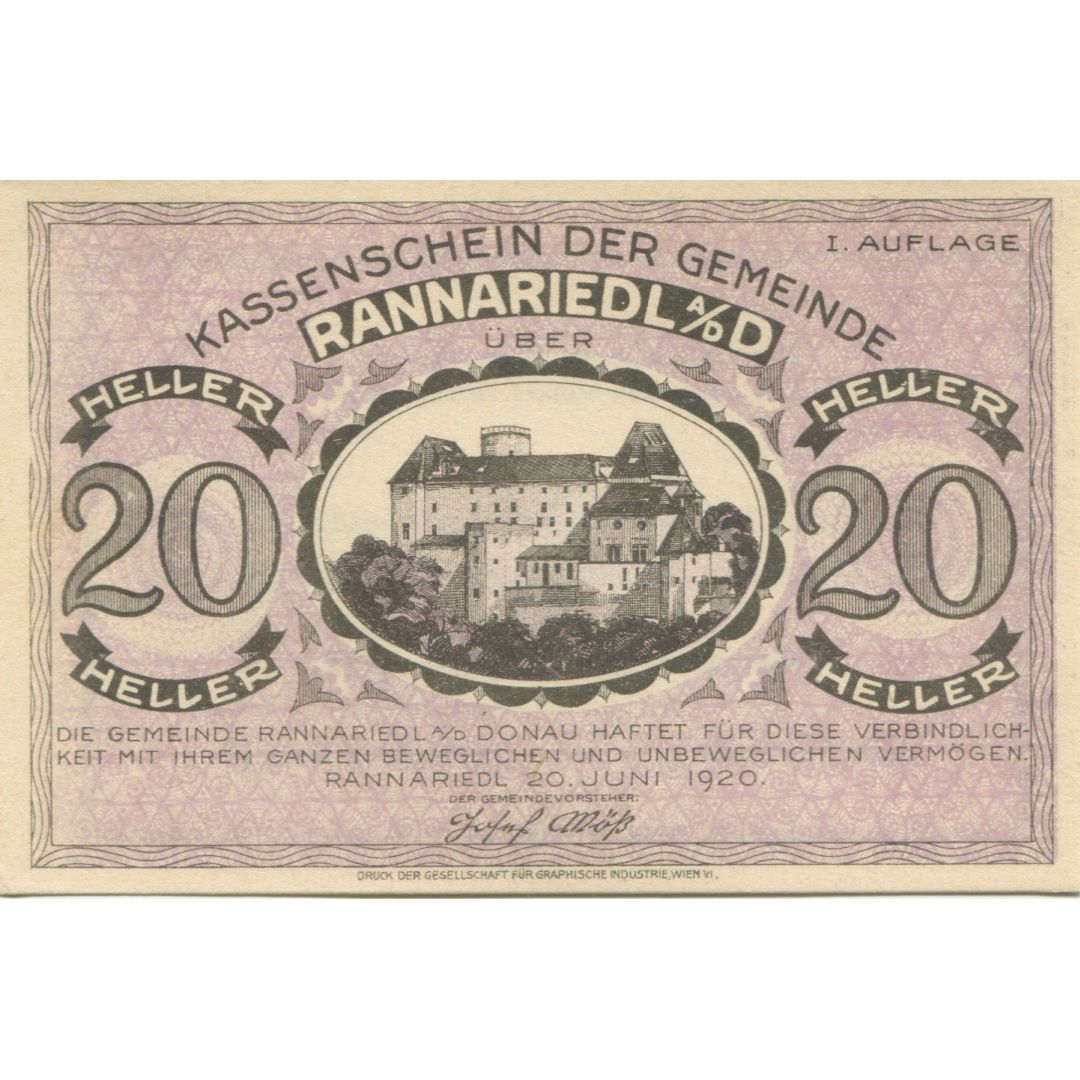 I. AUFLAGE
KASSENSCHEIN DER GEMEINDE
RANNARIEDL A/D D
ÜBER
HELLER HELLER
20 20
HELLER HELLER
DIE GEMEINDE RANNARIEDL A/D DONAU HAFTET FÜR DIESE VERBINDLICH-
KEIT MIT IHREM GANZEN BEWEGLICHEN UND UNBEWEGLICHEN VERMÖGEN.
RANNARIEDL 20. JUNI 1920.
DER GEMEINDEVORSTEHER:
Josef Möß
DRUCK DER GESELLSCHAFT FÜR GRAPHISCHE INDUSTRIE, WIEN VI.